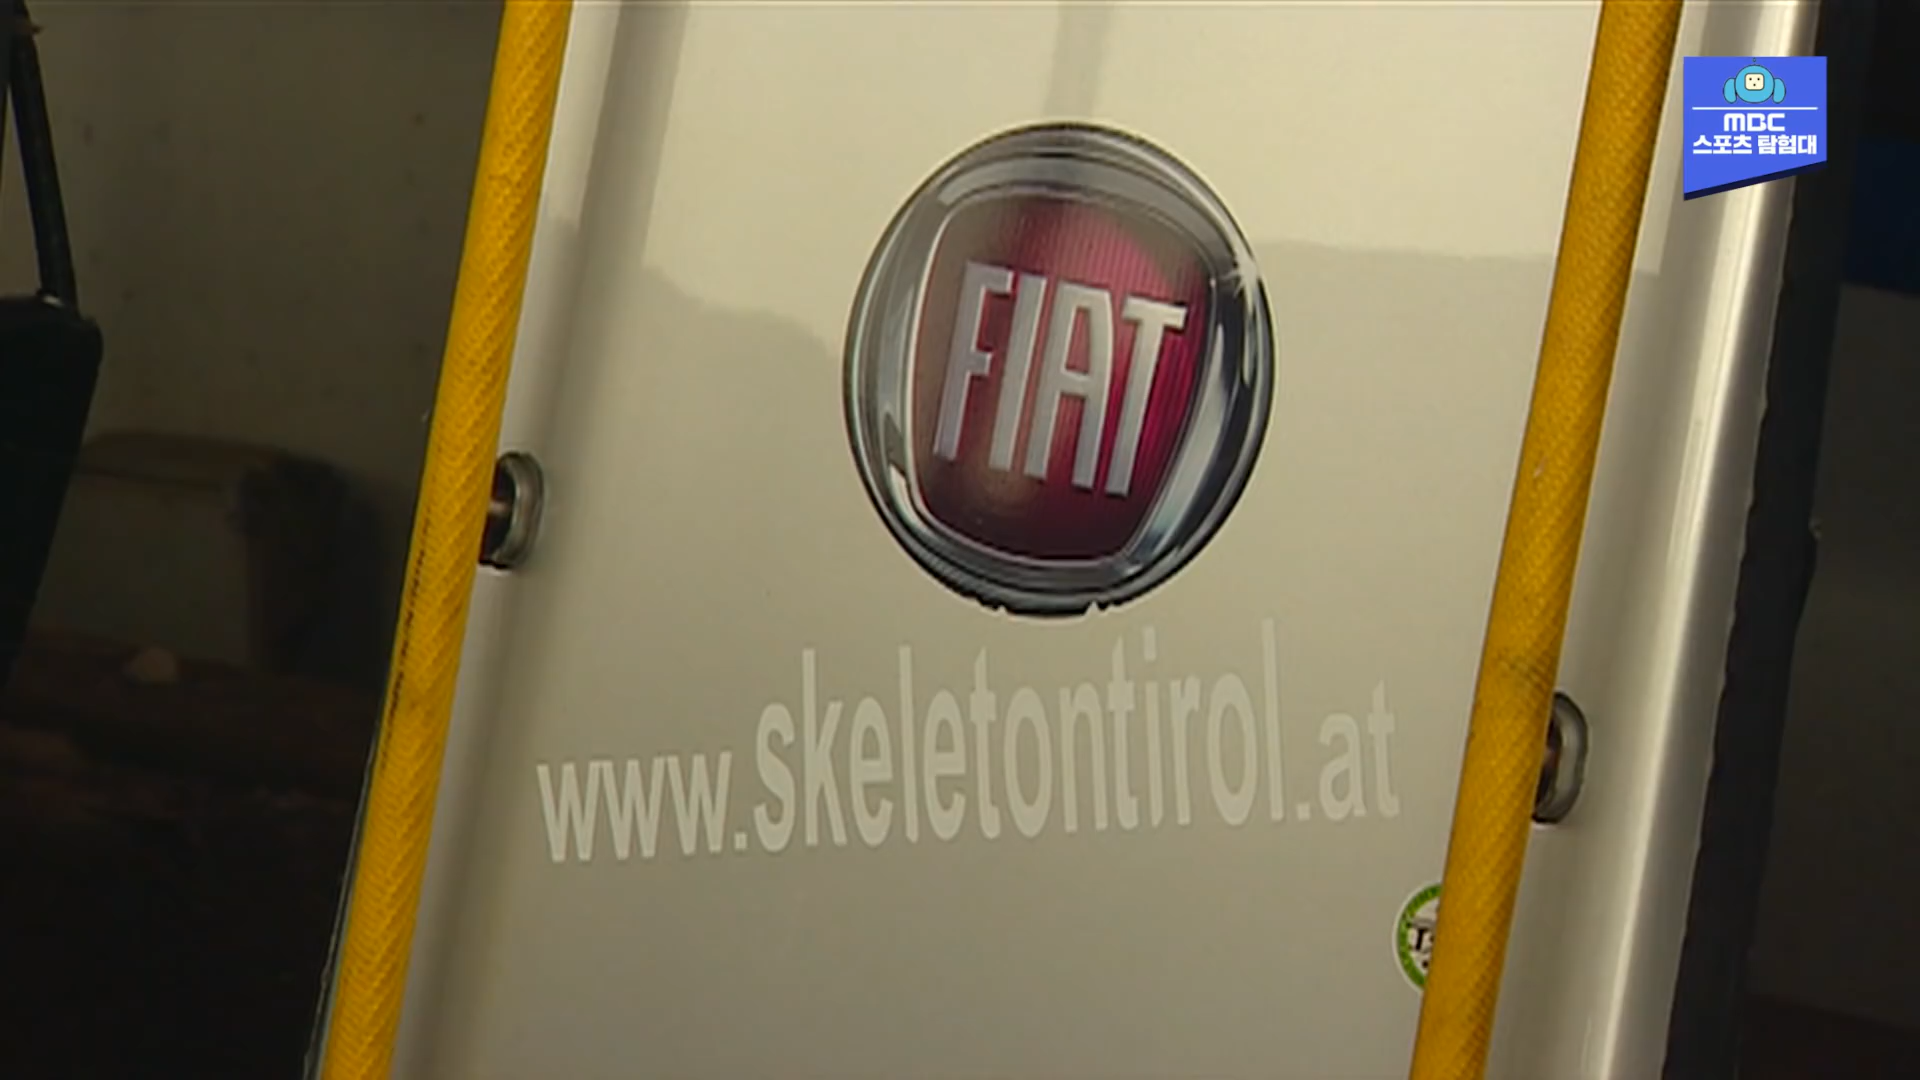 MBC
스포츠 탐험대
FIAT
www.skeletontirol.at